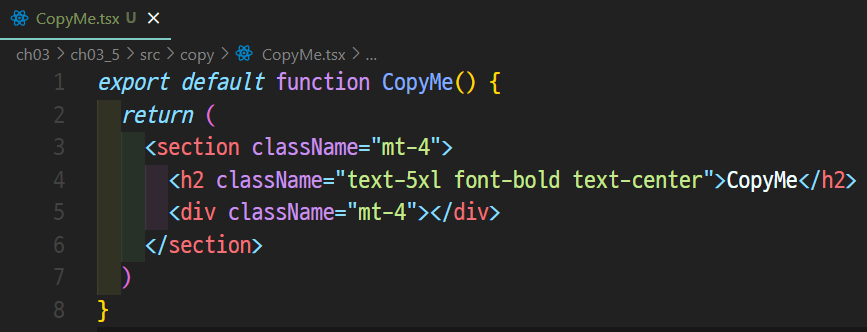 CopyMe.tsx U ×
ch03 > ch03_5 > src > copy > CopyMe.tsx > ...
1 export default function CopyMe() {
2   return (
3     <section className="mt-4">
4       <h2 className="text-5xl font-bold text-center">CopyMe</h2>
5       <div className="mt-4"></div>
6     </section>
7   )
8 }